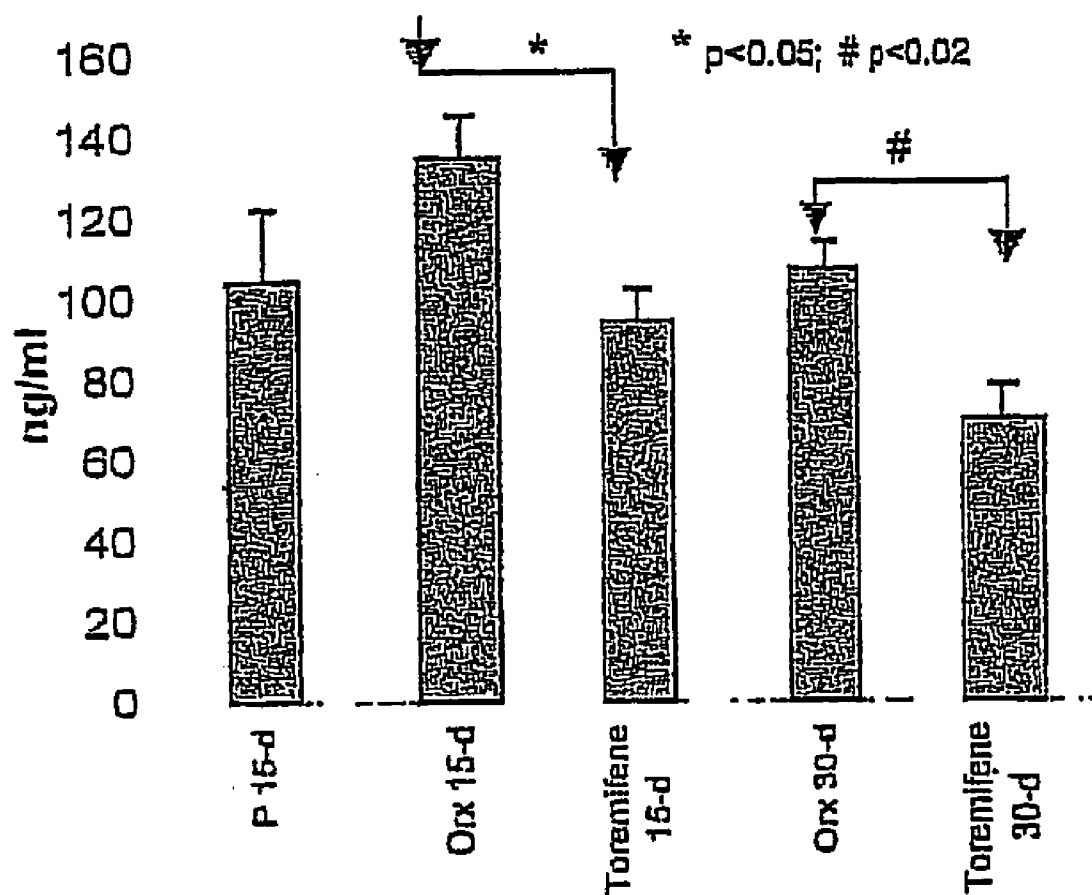 160
140
120
100
80
60
40
20
0
ng/ml
*
* p<0.05; # p<0.02
#
P 15-d
Orx 15-d
Toremifene
15-d
Orx 30-d
Toremifene
30-d